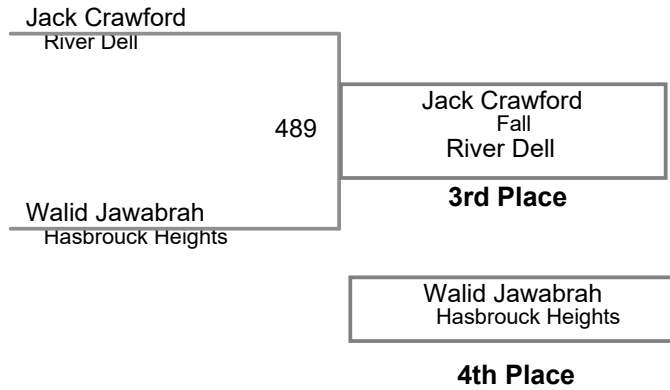 Jack Crawford
River Dell
489
Jack Crawford
Fall
River Dell
3rd Place
Walid Jawabrah
Hasbrouck Heights
Walid Jawabrah
Hasbrouck Heights
4th Place